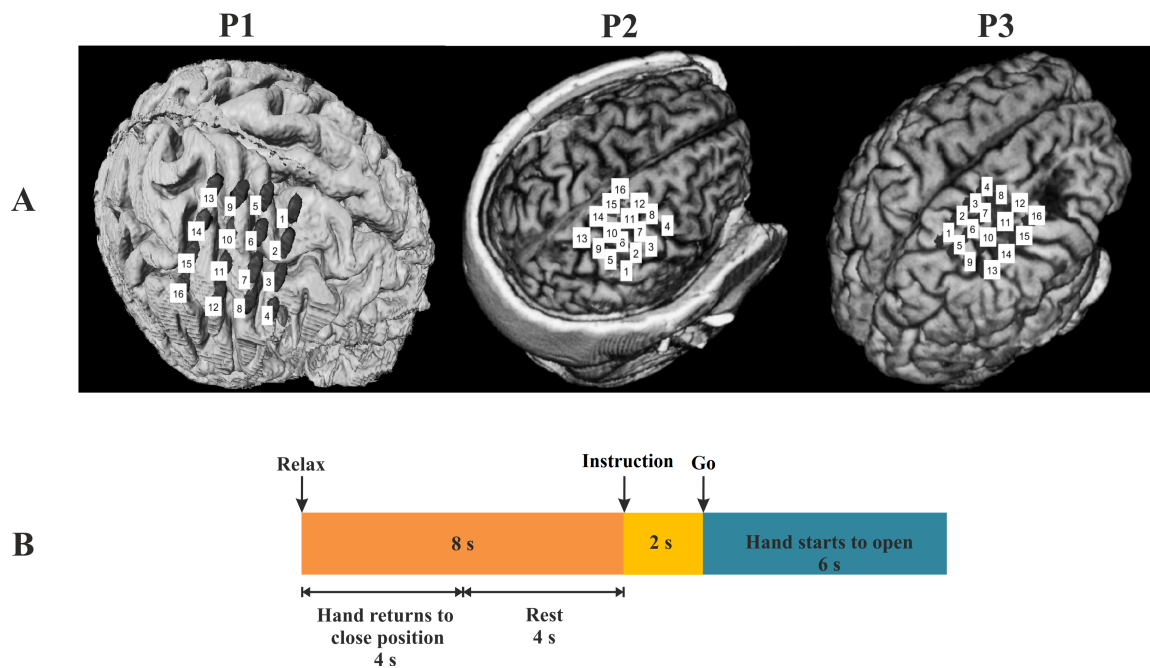 P1 P2 P3
A
13 9 5 1
14 10 6 2
15 11 7 3
16 12 8 4
16
15 12
14 11 8
13 10 7 4
9 6 2 3
5
1
4 8
3 12
2 7 11 16
1 6 10 15
5 14
9 13
Relax Instruction Go
B
8 s 2 s Hand starts to open
6 s
Hand returns to Rest
close position 4 s
4 s